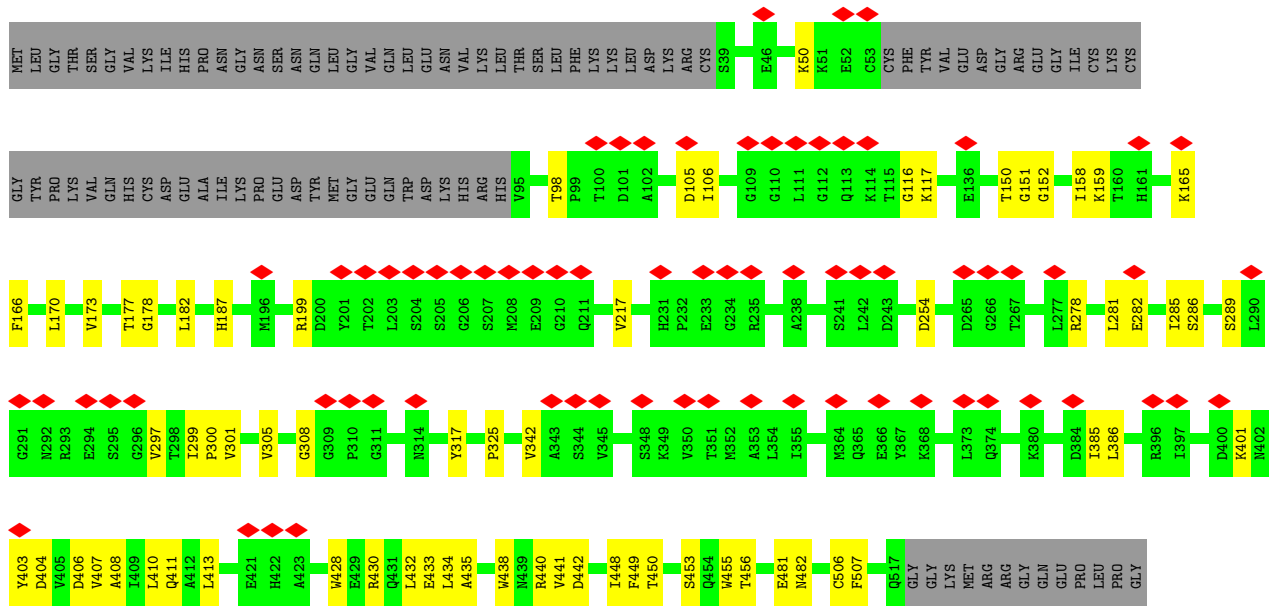 MET LEU GLY THR SER GLY VAL LYS ILE HIS PRO ASN GLY ASN SER ASN GLN LEU GLY VAL GLN LEU GLU ASN VAL LYS LEU THR SER LEU PHE LYS LYS LEU ASP LYS ARG CYS S39 E46 K50 K51 E52 C53 CYS PHE TYR VAL GLU ASP GLY ARG GLU GLY ILE CYS LYS CYS
GLY TYR PRO LYS VAL GLN HIS CYS ASP GLU ALA ILE LYS PRO GLU ASP TYR MET GLY GLU GLN TRP ASP LYS HIS ARG HIS V95 T98 P99 T100 D101 A102 D105 I106 G109 G110 L111 G112 Q113 K114 T115 G116 K117 E136 T150 G151 G152 I158 K159 T160 H161 K165
F166 L170 V173 T177 G178 L182 H187 M196 R199 D200 Y201 T202 L203 S204 S205 G206 S207 M208 E209 G210 Q211 V217 H231 P232 E233 G234 R235 A238 S241 L242 D243 D254 D265 G266 T267 L277 R278 L281 E282 I285 S286 S289 L290
G291 N292 R293 E294 S295 G296 V297 T298 I299 P300 V301 V305 G308 G309 P310 G311 N314 Y317 P325 V342 A343 S344 V345 S348 K349 V350 T351 M352 A353 L354 I355 M364 Q365 E366 Y367 K368 L373 Q374 K380 D384 I385 L386 R396 I397 D400 K401 N402
Y403 D404 V405 D406 V407 A408 I409 L410 Q411 A412 L413 E421 H422 A423 W428 E429 R430 Q431 L432 E433 L434 A435 W438 N439 R440 V441 D442 I448 F449 T450 S453 Q454 W455 T456 E481 N482 C506 F507 Q517 GLY GLY LYS MET ARG ARG GLY GLN GLU PRO LEU PRO GLY